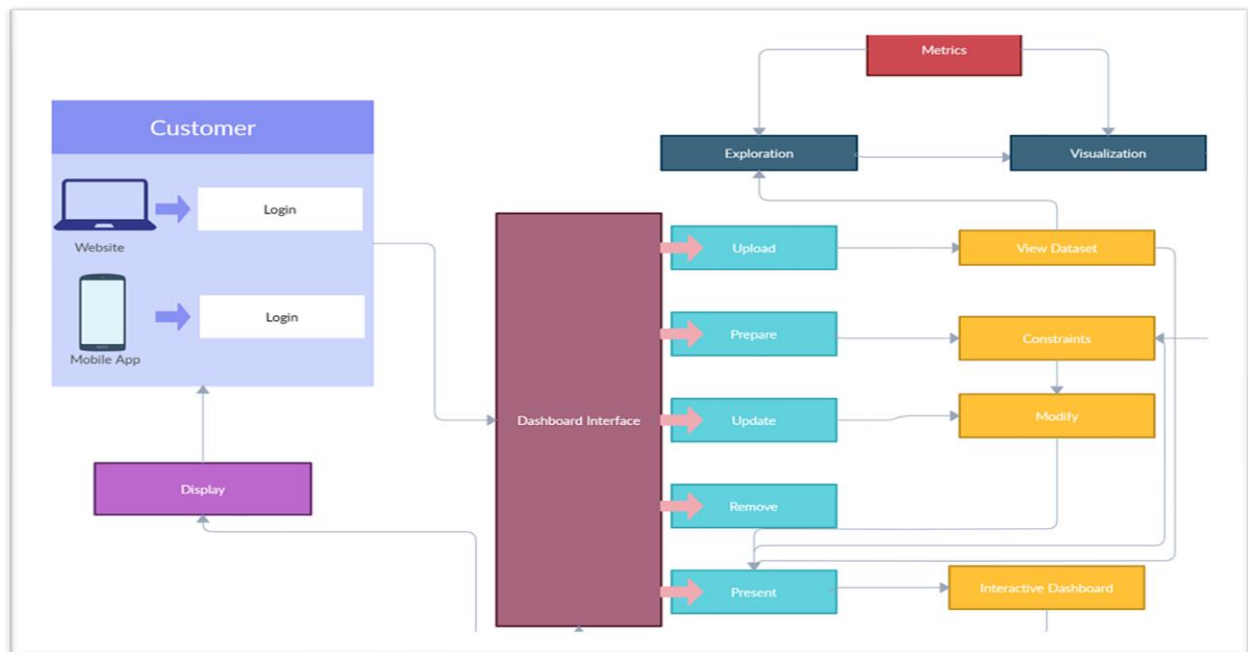 Metrics
Customer
Exploration
Visualization
Login
Website
Upload
View Dataset
Login
Prepare
Constraints
Mobile App
Dashboard Interface
Update
Modify
Display
Remove
Present
Interactive Dashboard